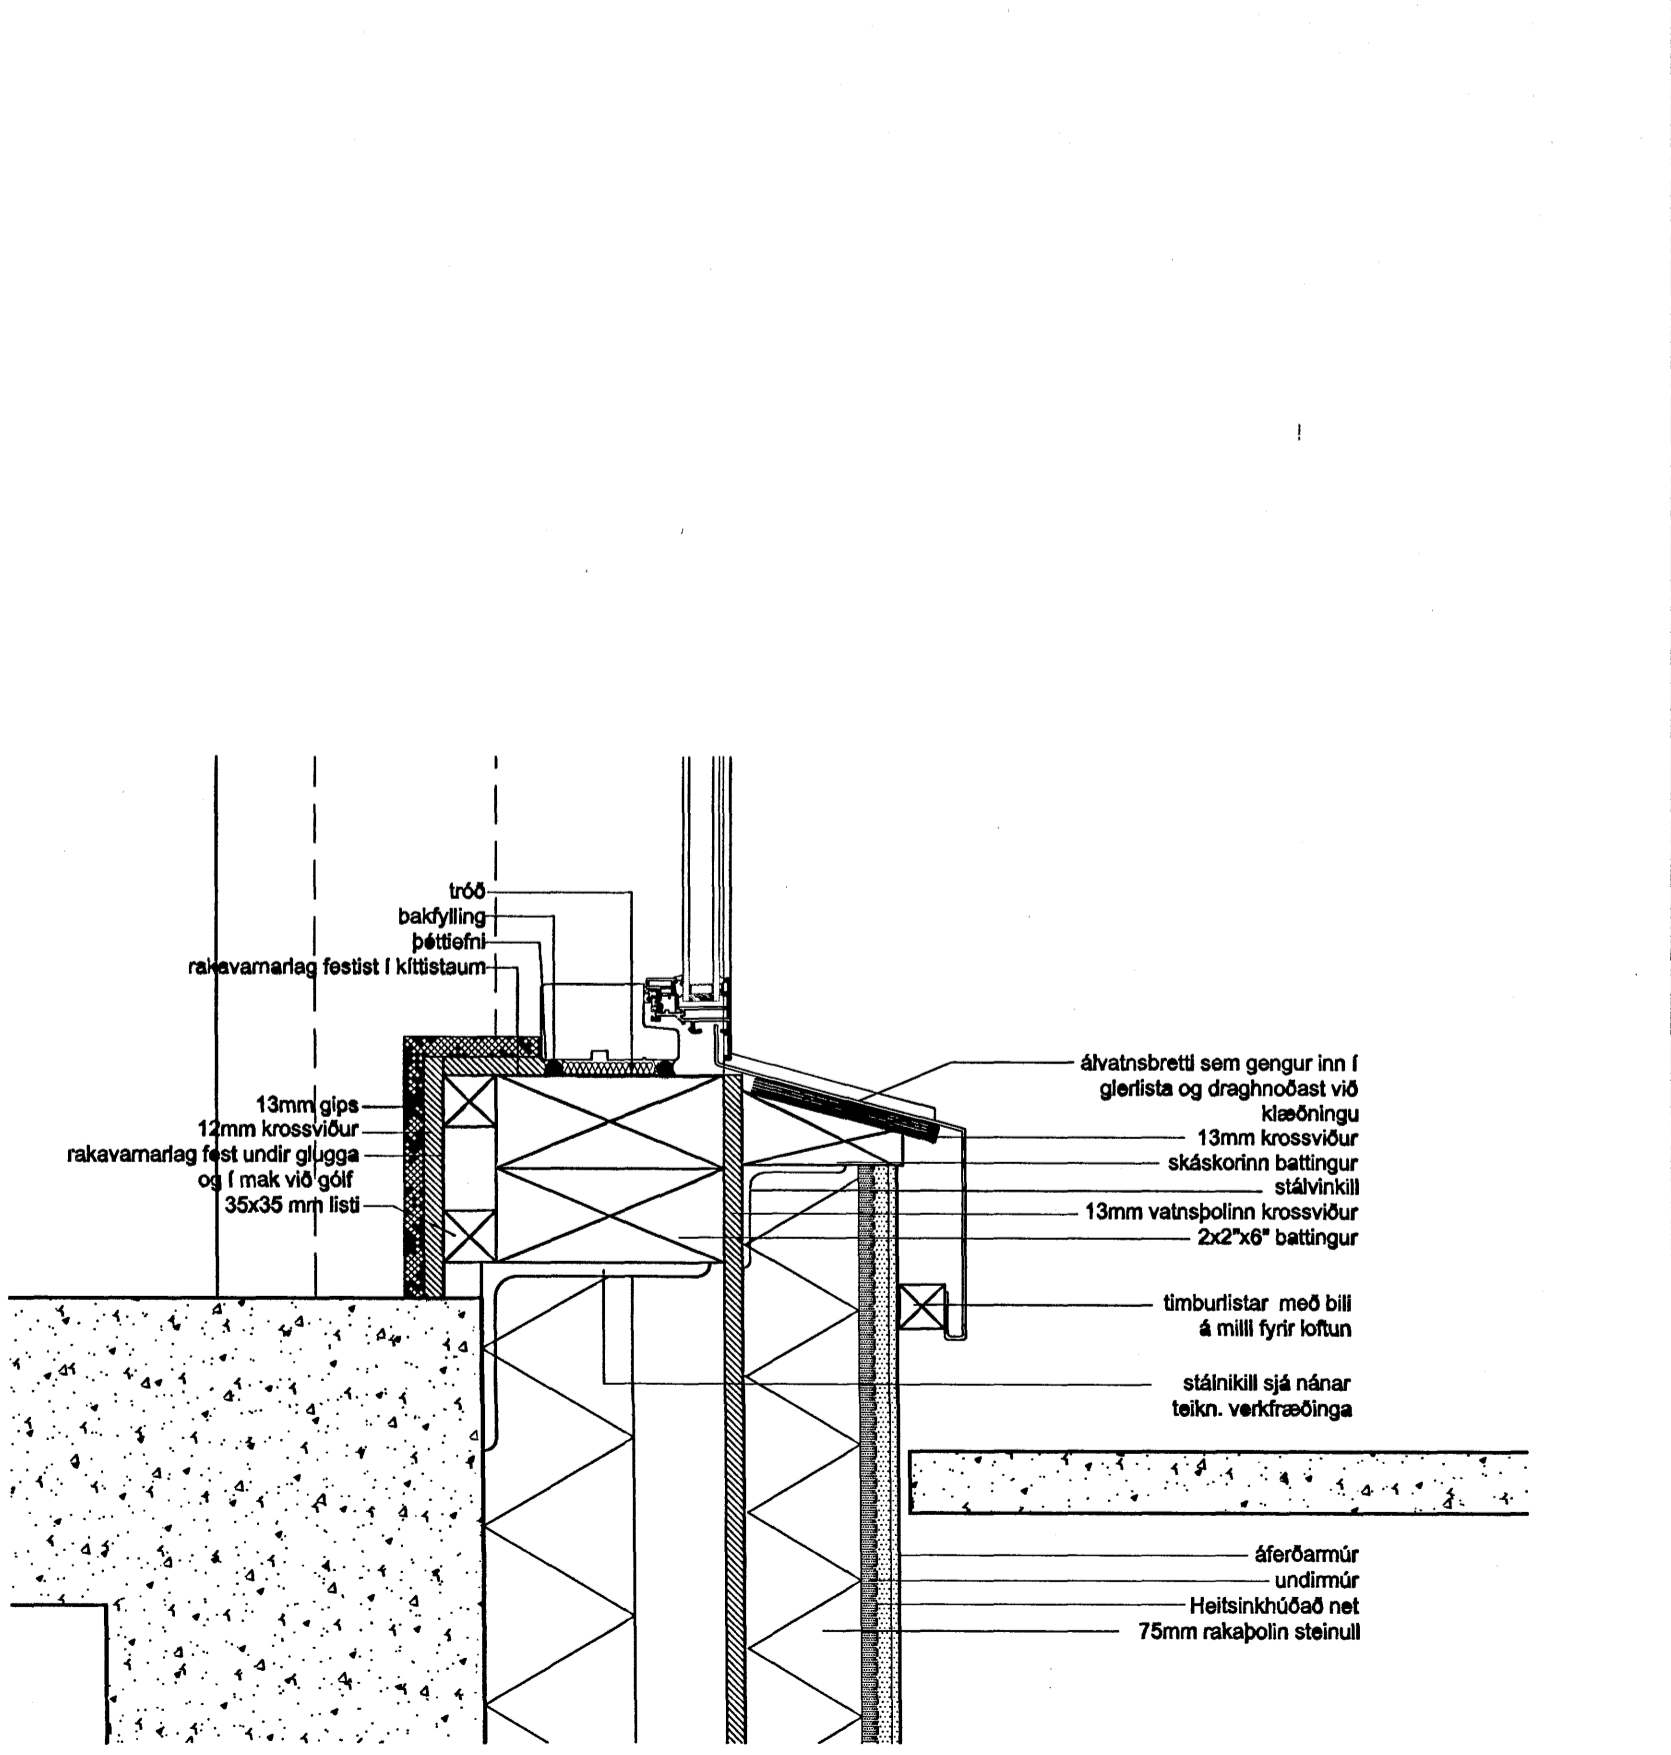 tróð
bakfylling
þéttiefni
rakavarnarlag festist í kíttistaum
13mm gips
12mm krossviður
rakavarnarlag fest undir glugga
og í mak við gólf
35x35 mm listi
álvatnsbretti sem gengur inn í
glerlista og draghnoðast við
klæðningu
13mm krossviður
skáskorinn battingur
stálvinkill
13mm vatnsþolinn krossviður
2x2"x6" battingur
timburlistar með bili
á milli fyrir loftun
stálnikill sjá nánar
teikn. verkfræðinga
áferðarmúr
undirmúr
Heitsinkhúðað net
75mm rakaþolin steinull